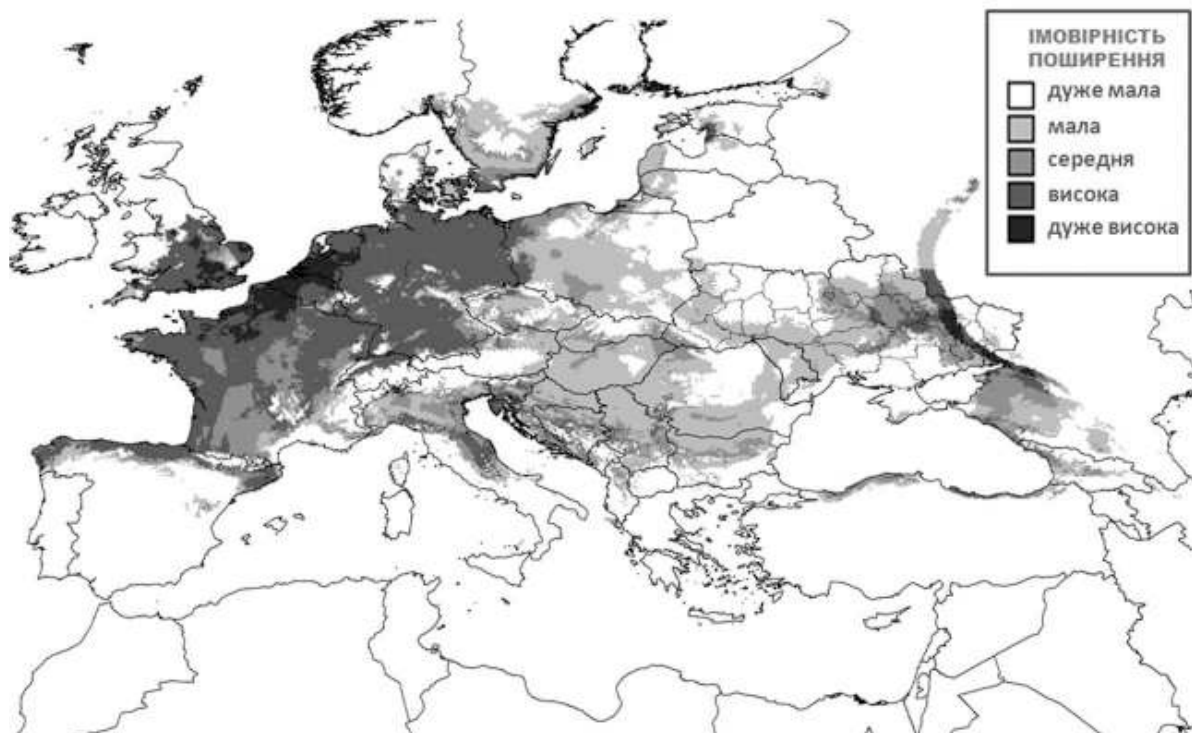 ІМОВІРНІСТЬ
ПОШИРЕННЯ
дуже мала
мала
середня
висока
дуже висока